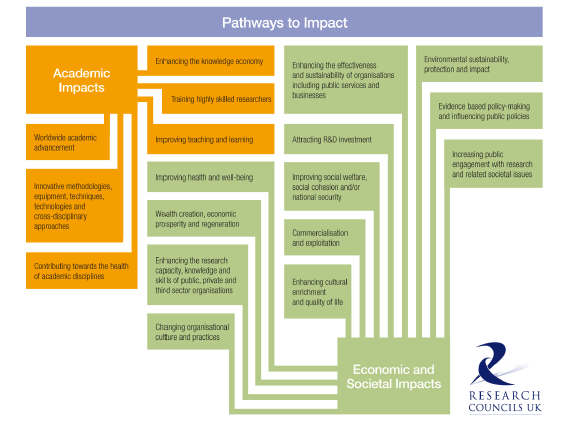 Pathways to Impact
Academic
Impacts
Worldwide academic
advancement
Innovative methodologies,
equipment, techniques,
technologies and
cross-disciplinary
approaches
Contributing towards the health
of academic disciplines
Enhancing the knowledge economy
Training highly skilled researchers
Improving teaching and learning
Improving health and well-being
Wealth creation, economic
prosperity and regeneration
Enhancing the research
capacity, knowledge and
skills of public, private and
third sector organisations
Changing organisational
culture and practices
Enhancing the effectiveness
and sustainability of organisations
including public services and
businesses
Attracting R&D investment
Improving social welfare,
social cohesion and/or
national security
Commercialisation
and exploitation
Enhancing cultural
enrichment
and quality of life
Environmental sustainability,
protection and impact
Evidence based policy-making
and influencing public policies
Increasing public
engagement with research
and related societal issues
Economic and
Societal Impacts
RESEARCH
COUNCILS UK